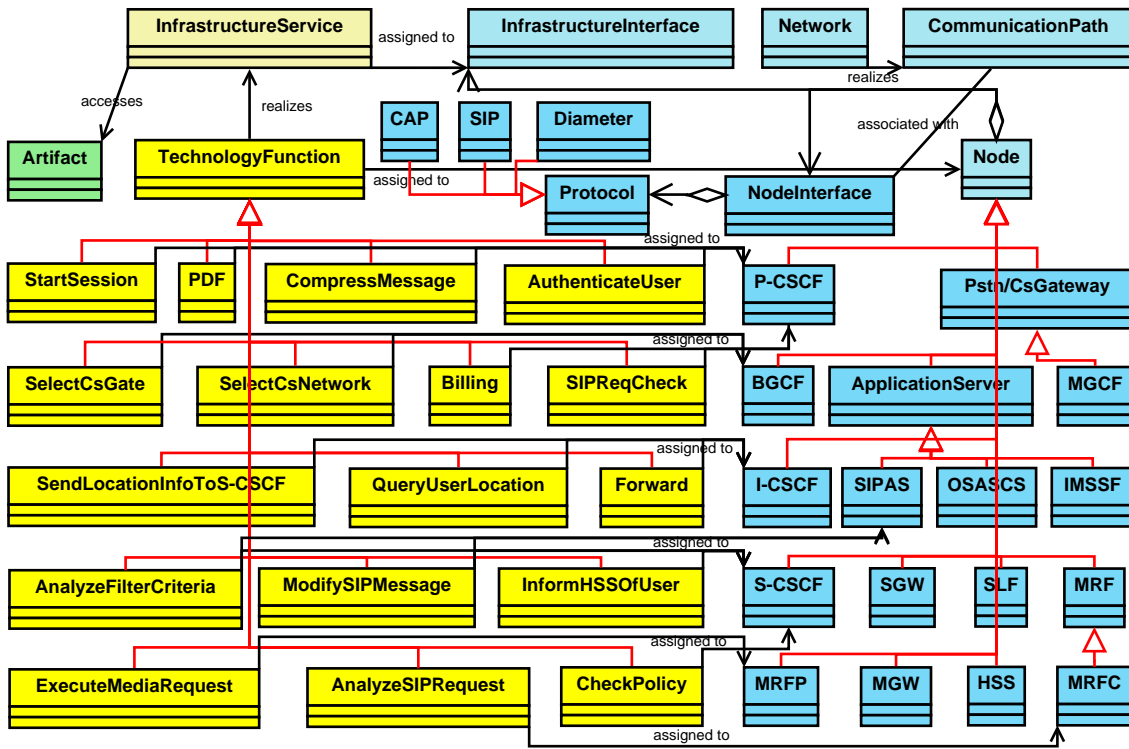 InfrastructureService
assigned to
InfrastructureInterface
Network
CommunicationPath
realizes
accesses
realizes
CAP
SIP
Diameter
associated with
Artifact
TechnologyFunction
assigned to
Protocol
NodeInterface
Node
assigned to
StartSession
PDF
CompressMessage
AuthenticateUser
P-CSCF
Pstn/CsGateway
assigned to
SelectCsGate
SelectCsNetwork
Billing
SIPReqCheck
BGCF
ApplicationServer
MGCF
assigned to
SendLocationInfoToS-CSCF
QueryUserLocation
Forward
I-CSCF
SIPAS
OSASCS
IMSSF
assigned to
AnalyzeFilterCriteria
ModifySIPMessage
InformHSSOfUser
S-CSCF
SGW
SLF
MRF
assigned to
ExecuteMediaRequest
AnalyzeSIPRequest
CheckPolicy
MRFP
MGW
HSS
MRFC
assigned to